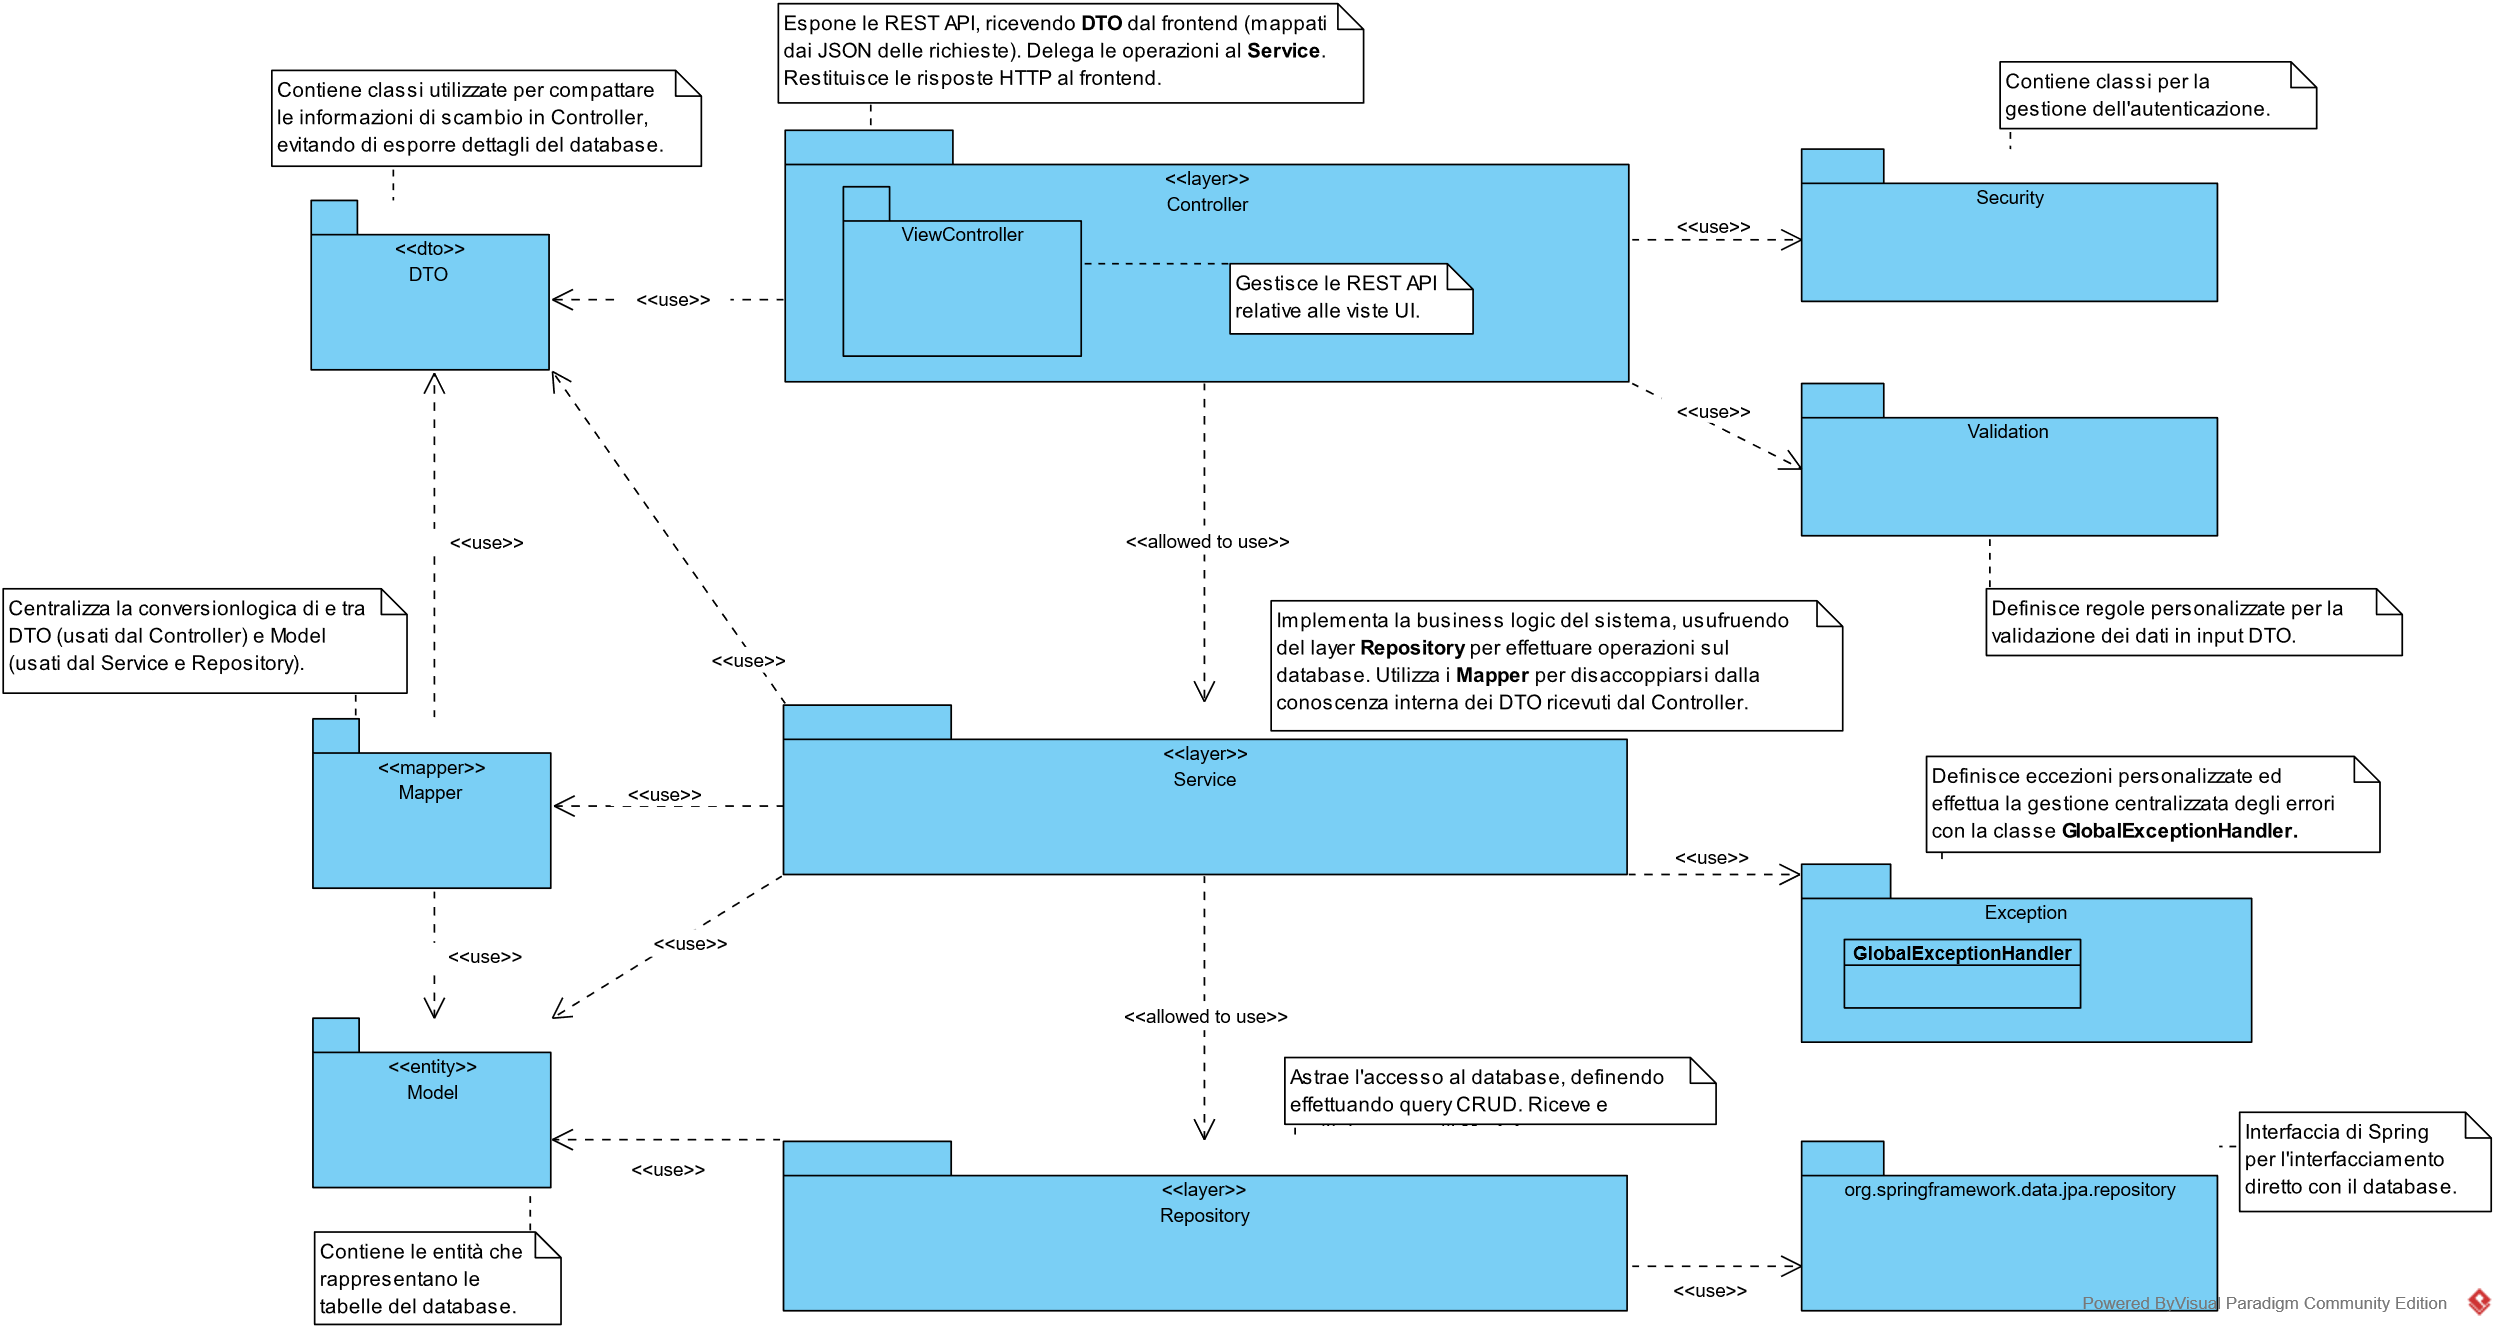 Espone le REST API, ricevendo DTO dal frontend (mappati
dai JSON delle richieste). Delega le operazioni al Service.
Restituisce le risposte HTTP al frontend.
Contiene classi utilizzate per compattare
le informazioni di scambio in Controller,
evitando di esporre dettagli del database.
Contiene classi per la
gestione dell'autenticazione.
<<layer>>
Controller
ViewController
Gestisce le REST API
relative alle viste UI.
<<use>>
Security
<<dto>>
DTO
<<use>>
<<use>>
Validation
<<use>>
<<allowed to use>>
Definisce regole personalizzate per la
validazione dei dati in input DTO.
Centralizza la conversionlogica di e tra
DTO (usati dal Controller) e Model
(usati dal Service e Repository).
<<use>>
Implementa la business logic del sistema, usufruendo
del layer Repository per effettuare operazioni sul
database. Utilizza i Mapper per disaccoppiarsi dalla
conoscenza interna dei DTO ricevuti dal Controller.
<<mapper>>
Mapper
<<use>>
<<layer>>
Service
Definisce eccezioni personalizzate ed
effettua la gestione centralizzata degli errori
con la classe GlobalExceptionHandler.
<<use>>
Exception
GlobalExceptionHandler
<<use>>
<<use>>
<<allowed to use>>
<<entity>>
Model
Astrae l'accesso al database, definendo
effettuando query CRUD. Riceve e
Interfaccia di Spring
per l'interfacciamento
diretto con il database.
<<use>>
<<layer>>
Repository
org.springframework.data.jpa.repository
Contiene le entità che
rappresentano le
tabelle del database.
<<use>>
Powered By Visual Paradigm Community Edition